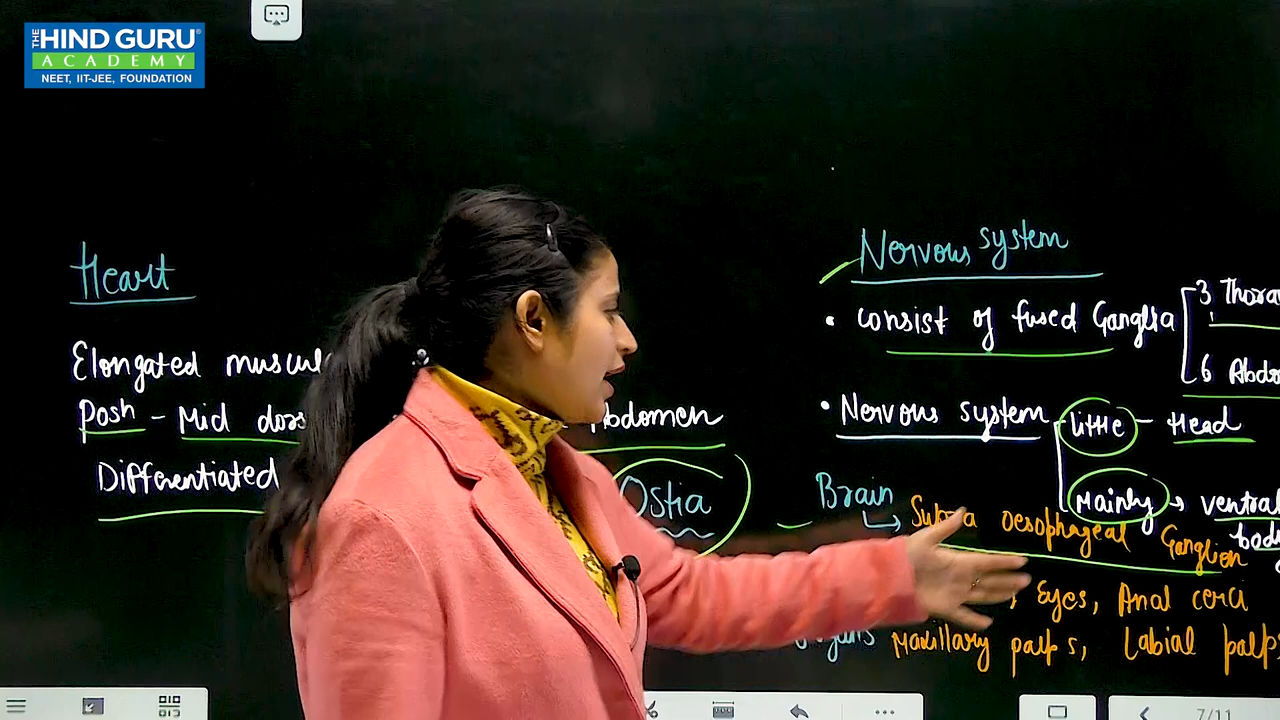 THE HIND GURU®
ACADEMY
NEET, IIT-JEE, FOUNDATION
Heart
Elongated muscul
Posn - Mid dors Abdomen
Differentiated Ostia
Nervous system
• consist of fused Ganglia 3 Thora
6 Abdo
• Nervous system little - Head
Mainly → ventral
body
Brain
Supra oesophageal Ganglion
, Eyes, Anal cerci
Maxillary palps, Labial palps
7/11